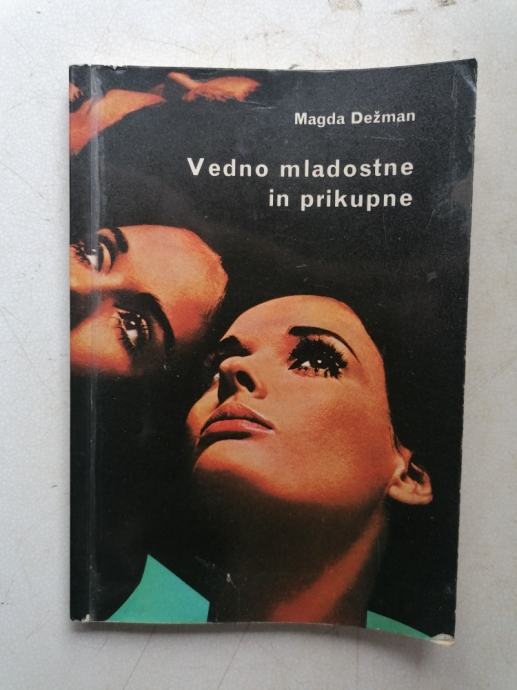 Magda Dežman
Vedno mladostne
in prikupne